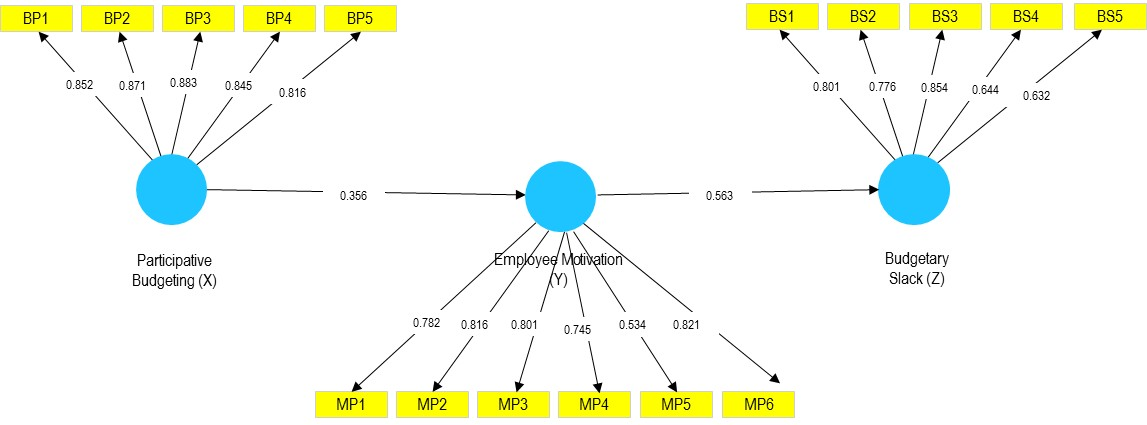 BP1 BP2 BP3 BP4 BP5
BS1 BS2 BS3 BS4 BS5
0.852 0.871 0.883 0.845 0.816
0.801 0.776 0.854 0.644 0.632
0.356
0.563
Participative
Budgeting (X)
Employee Motivation
(Y)
Budgetary
Slack (Z)
0.782 0.816 0.801 0.745 0.534 0.821
MP1 MP2 MP3 MP4 MP5 MP6